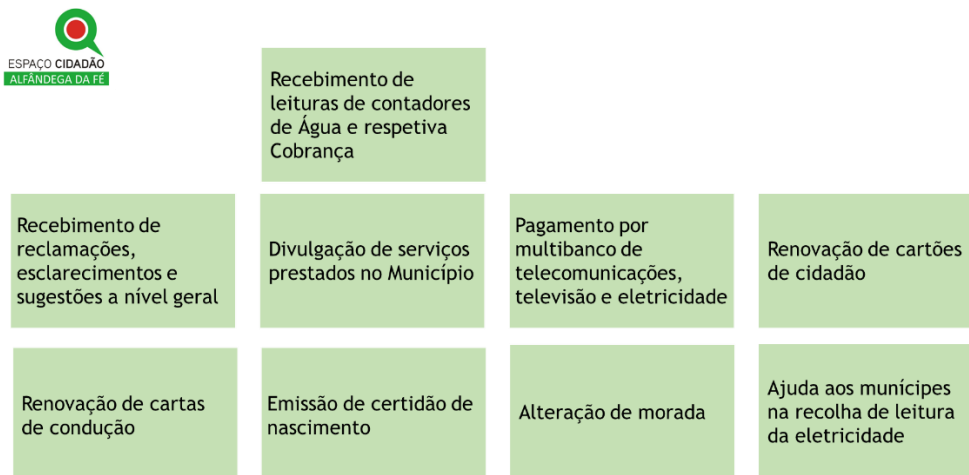 ESPAÇO CIDADÃO
ALFÂNDEGA DA FÉ
Recebimento de
leituras de contadores
de Água e respetiva
Cobrança
Recebimento de
reclamações,
esclarecimentos e
sugestões a nível geral
Divulgação de serviços
prestados no Município
Pagamento por
multibanco de
telecomunicações,
televisão e eletricidade
Renovação de cartões
de cidadão
Renovação de cartas
de condução
Emissão de certidão de
nascimento
Alteração de morada
Ajuda aos munícipes
na recolha de leitura
da eletricidade